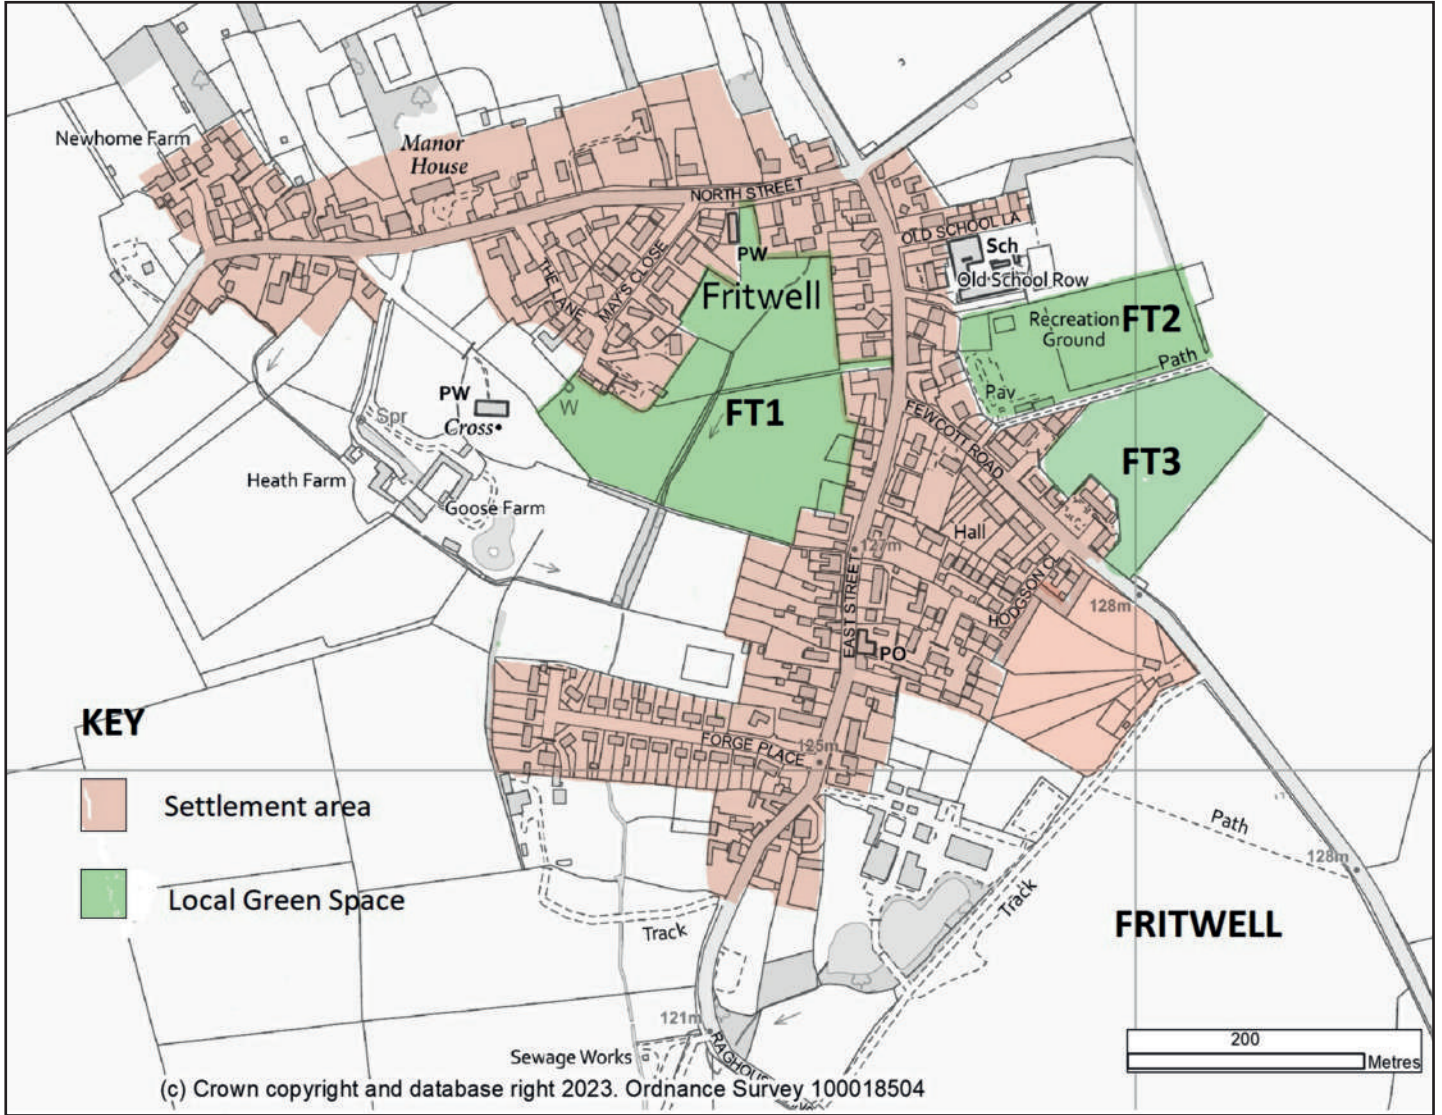 Newhome Farm
Manor
House
NORTH STREET
OLD SCHOOL LA
Sch
Old School Row
PW
THE LANE
MAY'S CLOSE
Fritwell
Recreation
Ground
FT2
Path
Pav
PW
Cross
Spr
W
FT1
FEWCOTT ROAD
FT3
Heath Farm
Goose Farm
Hall
127m
EAST STREET
HODGSON C
128m
PO
KEY
FORGE PLACE
125m
Settlement area
Path
128m
Local Green Space
Track
Track
FRITWELL
121m
Sewage Works
RAGHOU
200
Metres
(c) Crown copyright and database right 2023. Ordnance Survey 100018504